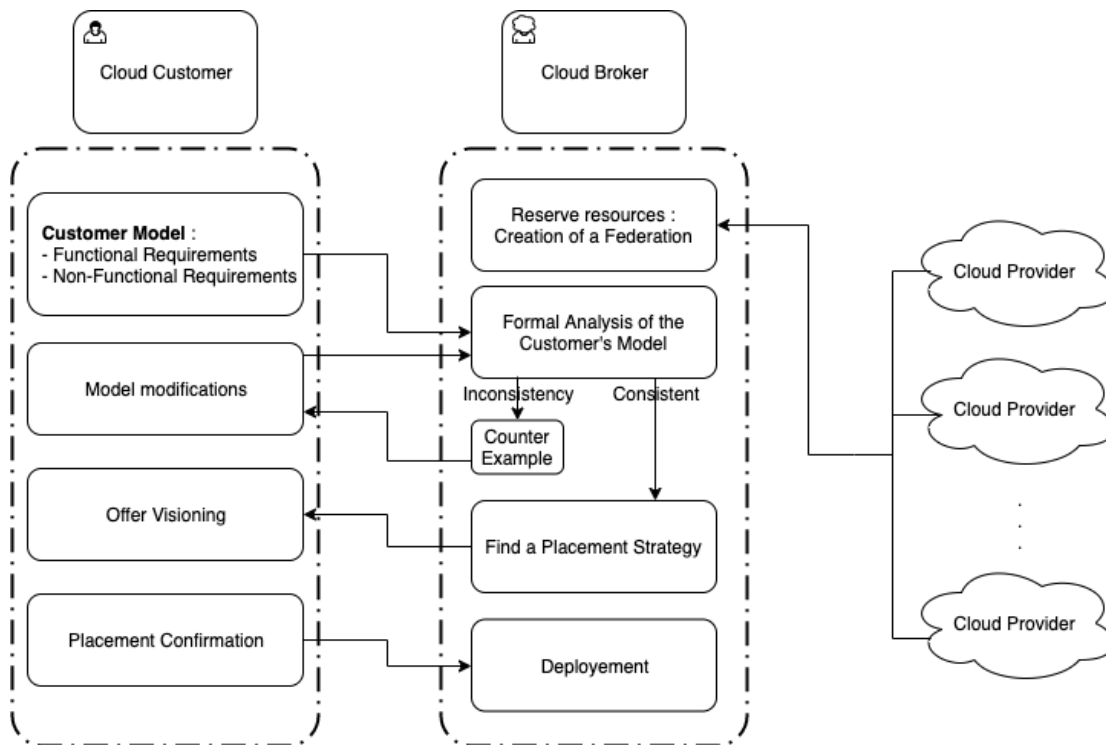 Cloud Customer
Cloud Broker
Customer Model :
- Functional Requirements
- Non-Functional Requirements
Model modifications
Offer Visioning
Placement Confirmation
Reserve resources :
Creation of a Federation
Formal Analysis of the
Customer's Model
Inconsistency
Consistent
Counter
Example
Find a Placement Strategy
Deployement
Cloud Provider
Cloud Provider
.
.
.
Cloud Provider